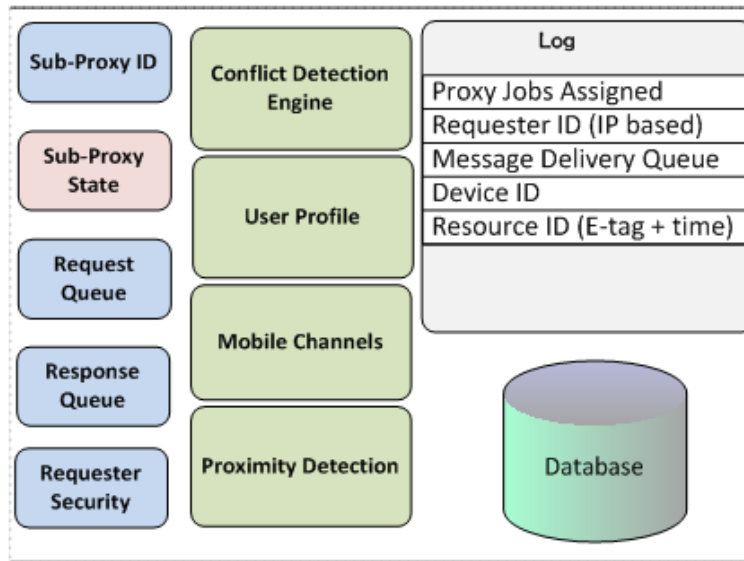 Sub-Proxy ID
Sub-Proxy
State
Request
Queue
Response
Queue
Requester
Security
Conflict Detection
Engine
User Profile
Mobile Channels
Proximity Detection
Log
Proxy Jobs Assigned
Requester ID (IP based)
Message Delivery Queue
Device ID
Resource ID (E-tag + time)
Database